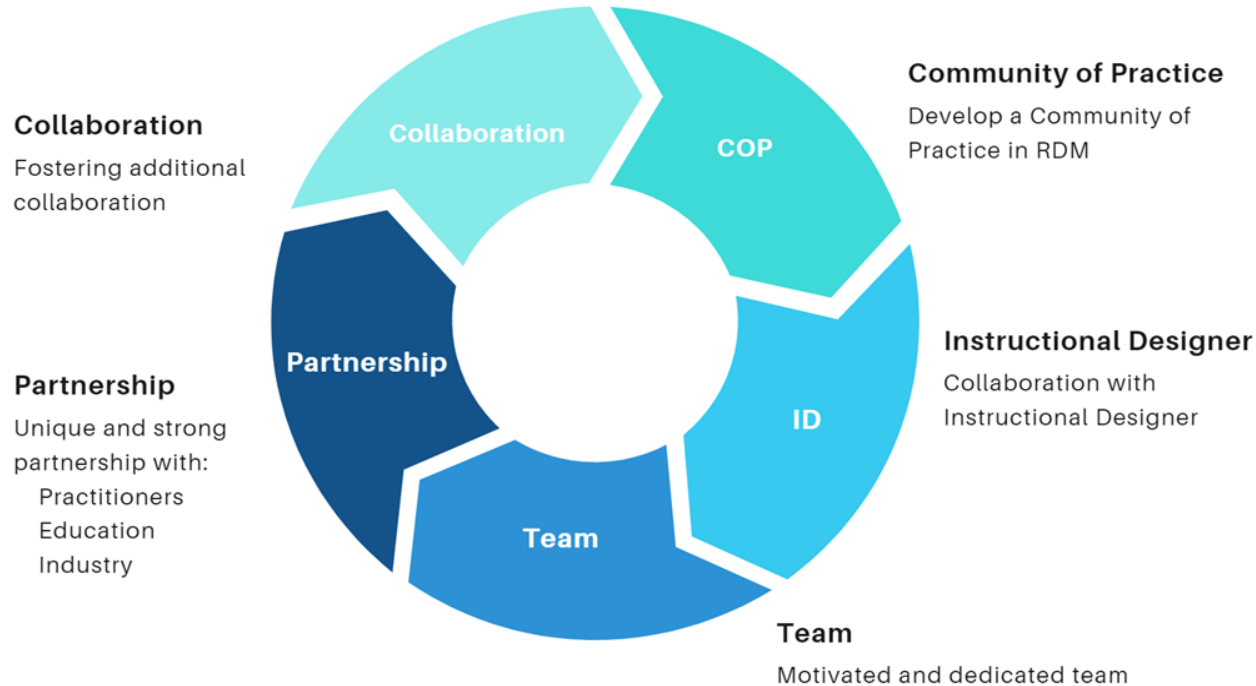 Collaboration
Fostering additional
collaboration
Partnership
Unique and strong
partnership with:
Practitioners
Education
Industry
Collaboration
COP
ID
Team
Partnership
Community of Practice
Develop a Community of
Practice in RDM
Instructional Designer
Collaboration with
Instructional Designer
Team
Motivated and dedicated team